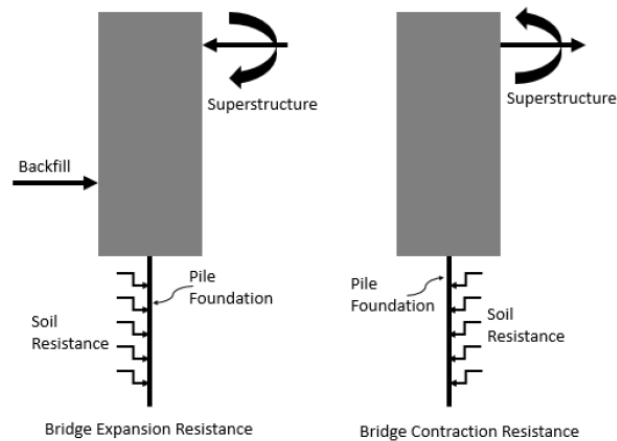 Superstructure
Backfill
Pile
Foundation
Soil
Resistance
Bridge Expansion Resistance
Superstructure
Pile
Foundation
Soil
Resistance
Bridge Contraction Resistance